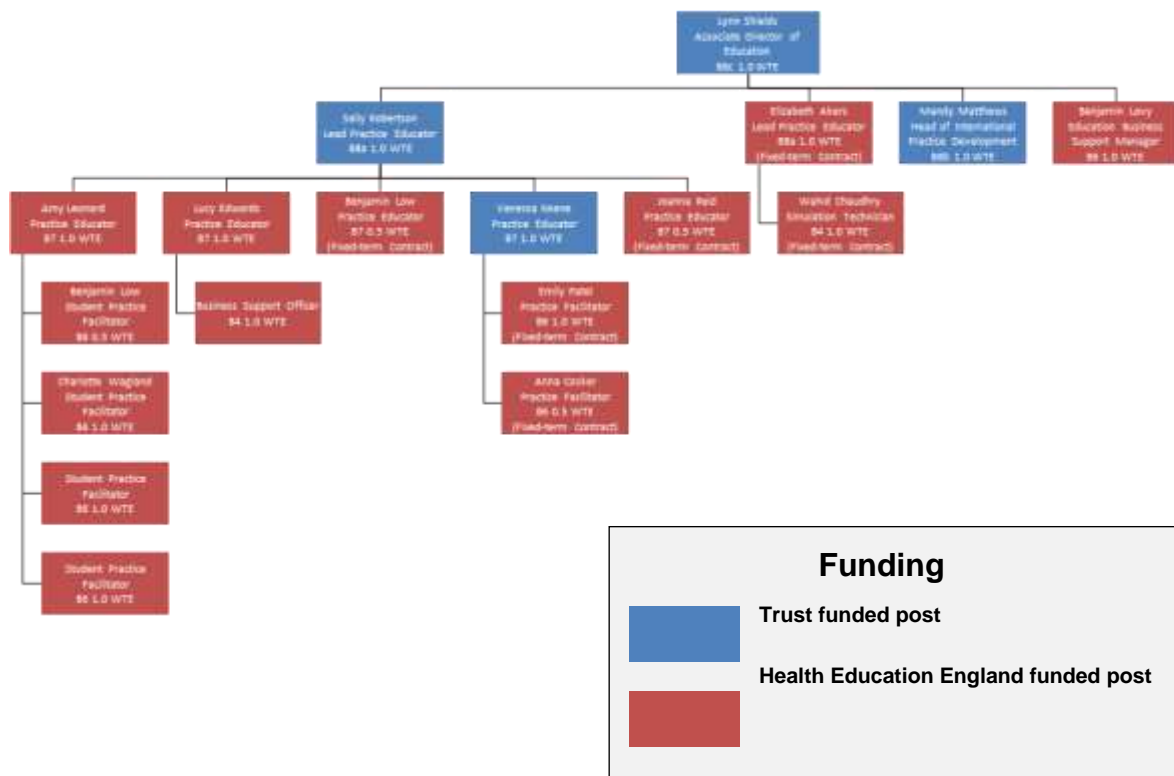 Lynn Shields
Associate Director of
Education
1.0 WTE
Sally Robertson
Lead Practice Educator
B8a 1.0 WTE
Elizabeth Akers
Lead Practice Educator
B8a 1.0 WTE
(Fixed-term Contract)
Mandy Matthews
Head of International
Practice Development
B8b 1.0 WTE
Benjamin Levy
Education Business
Support Manager
B6 1.0 WTE
Amy Leonard
Practice Educator
B7 1.0 WTE
Lucy Edwards
Practice Educator
B7 1.0 WTE
Benjamin Low
Practice Educator
B7 0.5 WTE
(Fixed-term Contract)
Vanessa
Practice Educator
B7 1.0 WTE
Joanna Reid
Practice Educator
B7 0.5 WTE
(Fixed-term Contract)
Wahid Chaudhry
Simulation Technician
B4 1.0 WTE
(Fixed-term Contract)
Benjamin Low
Student Practice
Facilitator
B6 0.5 WTE
Business Support Officer
B4 1.0 WTE
Emily Patel
Practice Facilitator
B6 1.0 WTE
(Fixed-term Contract)
Charlotte Wagland
Student Practice
Facilitator
B6 1.0 WTE
Anna
Practice Facilitator
B6 0.5 WTE
(Fixed-term Contract)
Student Practice
Facilitator
B6 1.0 WTE
Student Practice
Facilitator
B6 1.0 WTE
Funding
Trust funded post
Health Education England funded post